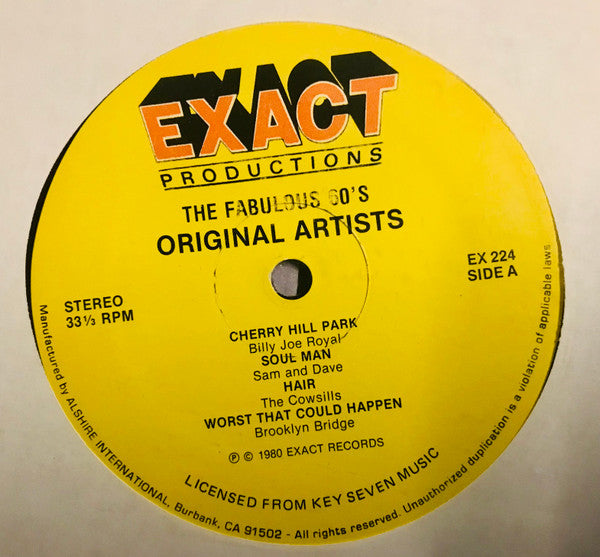 EXACT
PRODUCTIONS
THE FABULOUS 60'S
ORIGINAL ARTISTS
STEREO
33⅓ RPM
EX 224
SIDE A
CHERRY HILL PARK
Billy Joe Royal
SOUL MAN
Sam and Dave
HAIR
The Cowsills
WORST THAT COULD HAPPEN
Brooklyn Bridge
℗ © 1980 EXACT RECORDS
LICENSED FROM KEY SEVEN MUSIC
Manufactured by ALSHIRE INTERNATIONAL, Burbank, CA 91502 - All rights reserved. Unauthorized duplication is a violation of applicable laws